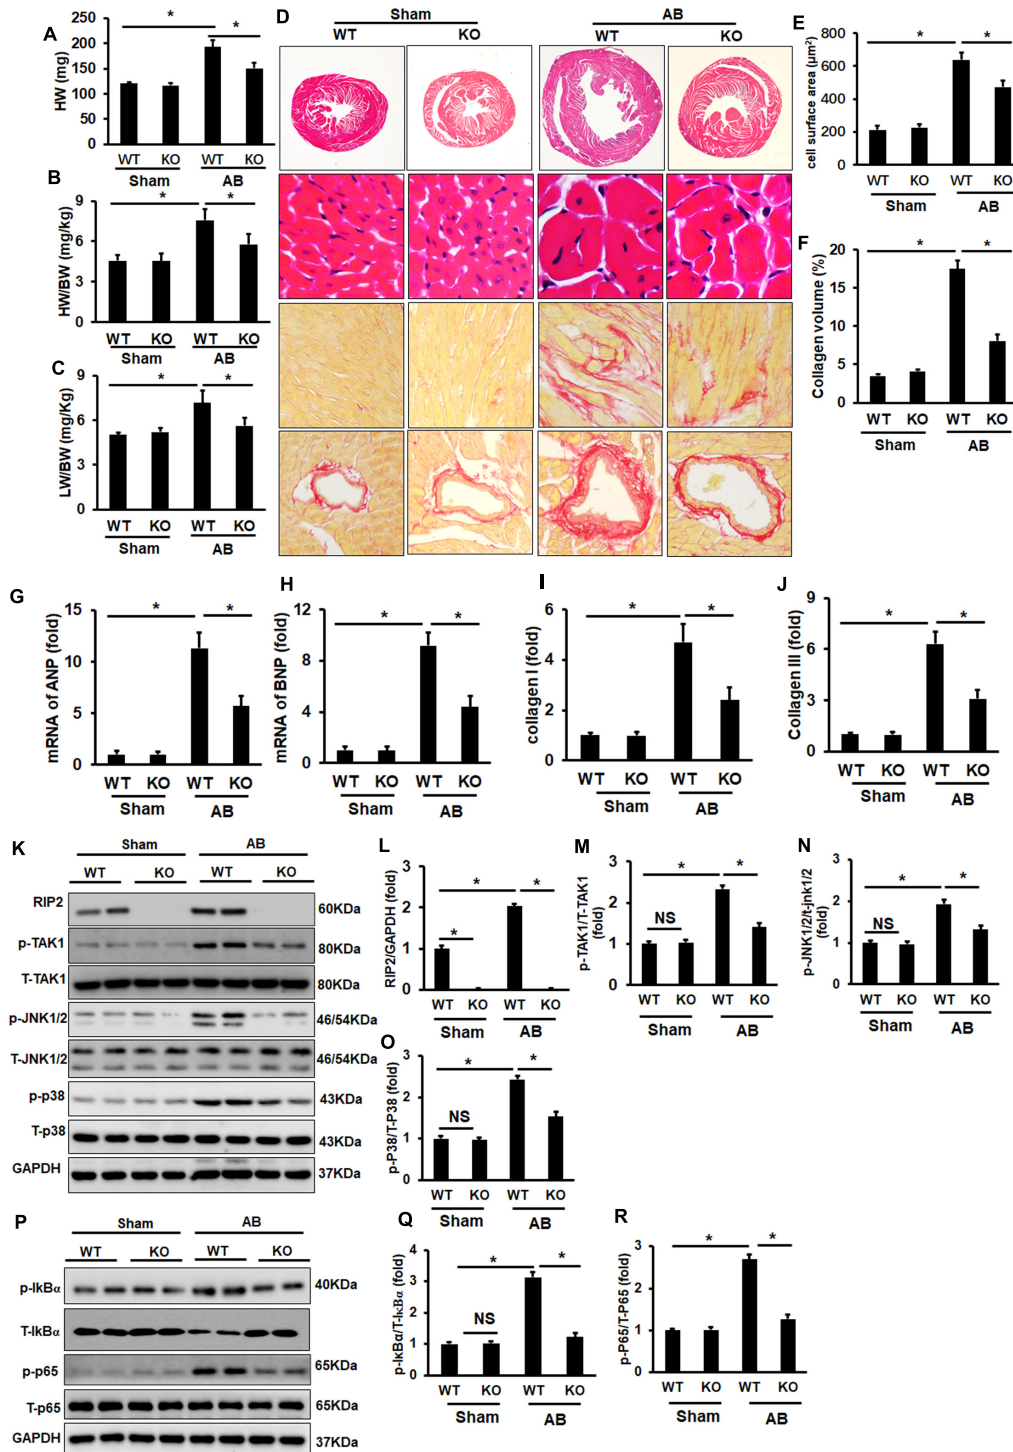 A
HW (mg)
250
200
150
100
50
0
*
*
WT KO WT KO
Sham AB
B
HW/BW (mg/Kg)
9
6
3
0
*
*
WT KO WT KO
Sham AB
C
LW/BW (mg/Kg)
9
6
3
0
*
*
WT KO WT KO
Sham AB
D
Sham AB
WT KO WT KO
E
cell surface area (μm²)
800
600
400
200
0
*
*
WT KO WT KO
Sham AB
F
Collagen volume (%)
20
15
10
5
0
*
*
WT KO WT KO
Sham AB
G
mRNA of ANP (fold)
15
10
5
0
*
*
WT KO WT KO
Sham AB
H
mRNA of BNP (fold)
12
8
4
0
*
*
WT KO WT KO
Sham AB
I
collagen I (fold)
6
4
2
0
*
*
WT KO WT KO
Sham AB
J
Collagen III (fold)
9
6
3
0
*
*
WT KO WT KO
Sham AB
K
Sham AB
WT KO WT KO
RIP2 60KDa
p-TAK1 80KDa
T-TAK1 80KDa
p-JNK1/2 46/54KDa
T-JNK1/2 46/54KDa
p-p38 43KDa
T-p38 43KDa
GAPDH 37KDa
L
RIP2/GAPDH (fold)
3
2
1
0
*
*
*
WT KO WT KO
Sham AB
M
p-TAK1/T-TAK1
(fold)
3
2
1
0
*
*
NS
WT KO WT KO
Sham AB
N
p-JNK1/2/t-jnk1/2
(fold)
3
2
1
0
*
*
NS
WT KO WT KO
Sham AB
O
p-P38/T-P38 (fold)
3
2
1
0
*
*
NS
WT KO WT KO
Sham AB
P
Sham AB
WT KO WT KO
p-IkBα 40KDa
T-IkBα
p-p65 65KDa
T-p65 65KDa
GAPDH 37KDa
Q
p-IkBα/T-IκBα (fold)
4
3
2
1
0
*
*
NS
WT KO WT KO
Sham AB
R
p-P65/T-P65 (fold)
3
2
1
0
*
*
WT KO WT KO
Sham AB